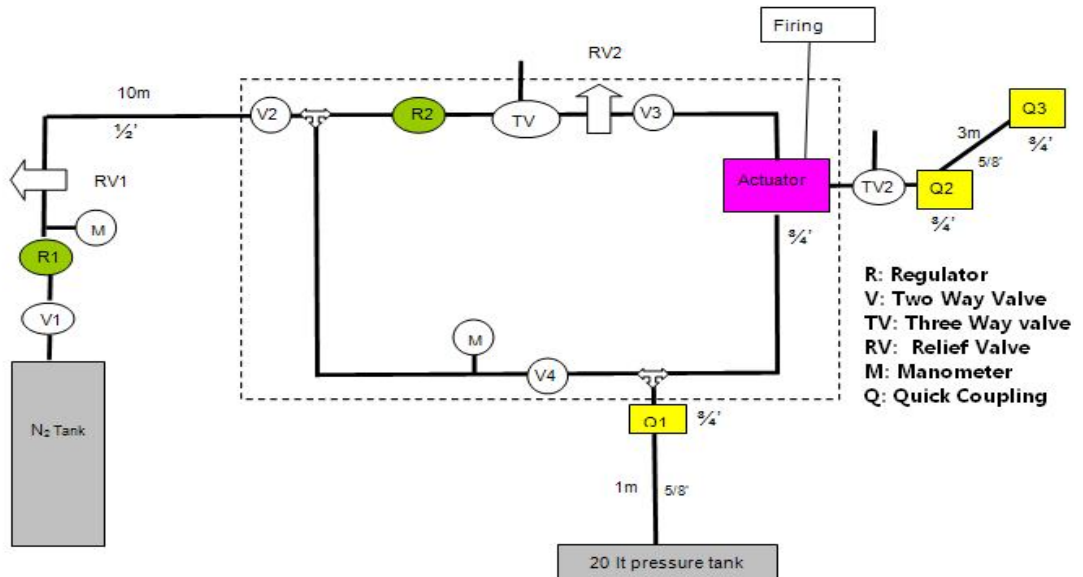 Firing
RV2
10m
½'
V2
R2
TV
V3
Q3
¾'
3m
5/8'
RV1
Actuator
TV2
Q2
¾'
M
¾'
R1
R: Regulator
V: Two Way Valve
TV: Three Way valve
RV: Relief Valve
M: Manometer
Q: Quick Coupling
V1
M
V4
Q1
¾'
N₂ Tank
1m
5/8'
20 lt pressure tank